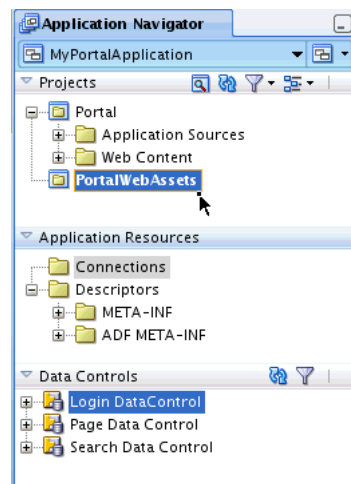 Application Navigator
MyPortalApplication
Projects
Portal
Application Sources
Web Content
PortalWebAssets
Application Resources
Connections
Descriptors
META-INF
ADF META-INF
Data Controls
Login DataControl
Page Data Control
Search Data Control